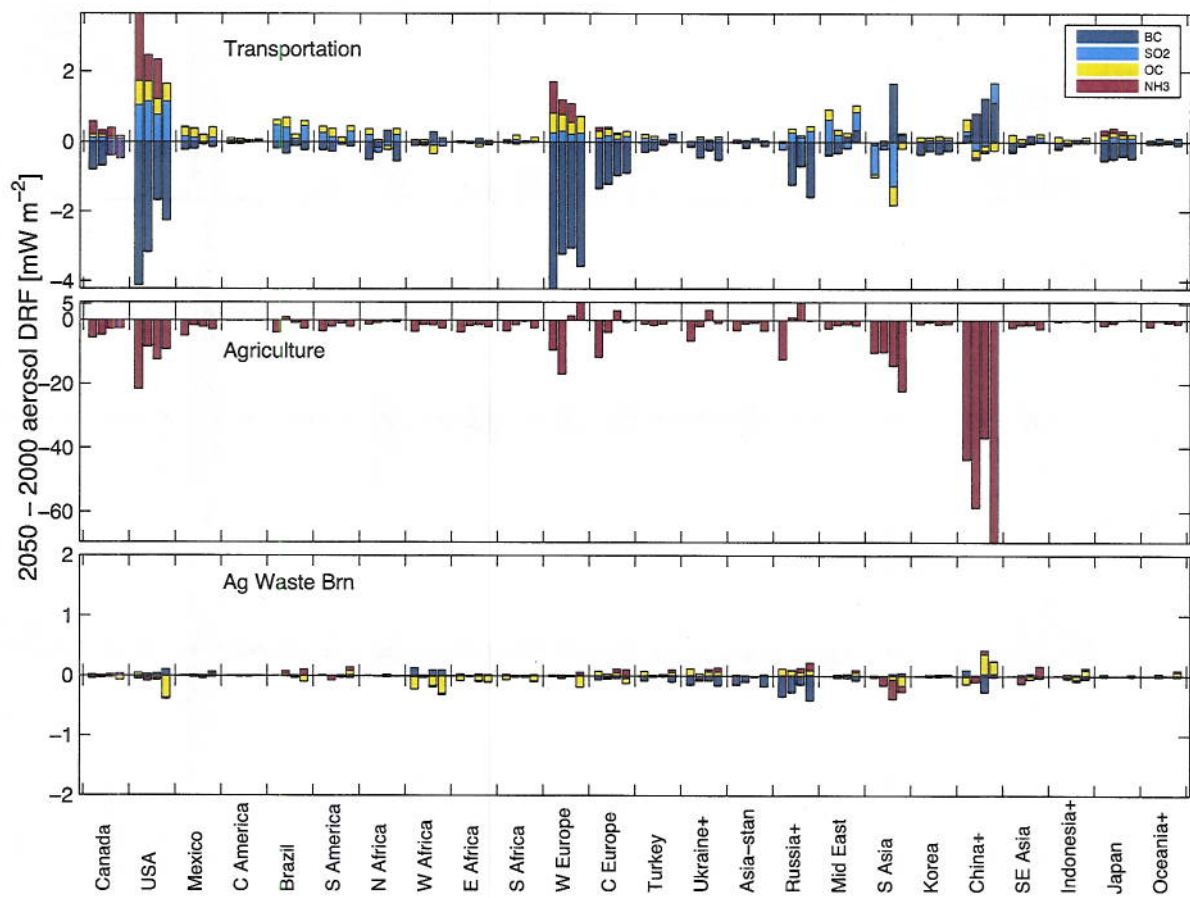 Transportation
BC
SO2
OC
NH3
2
0
−2
−4
2050 − 2000 aerosol DRF [mW m−2]
5
0
−20
−40
−60
Agriculture
2
1
0
−1
−2
Ag Waste Brn
Canada
USA
Mexico
C America
Brazil
S America
N Africa
W Africa
E Africa
S Africa
W Europe
C Europe
Turkey
Ukraine+
Asia−stan
Russia+
Mid East
S Asia
Korea
China+
SE Asia
Indonesia+
Japan
Oceania+